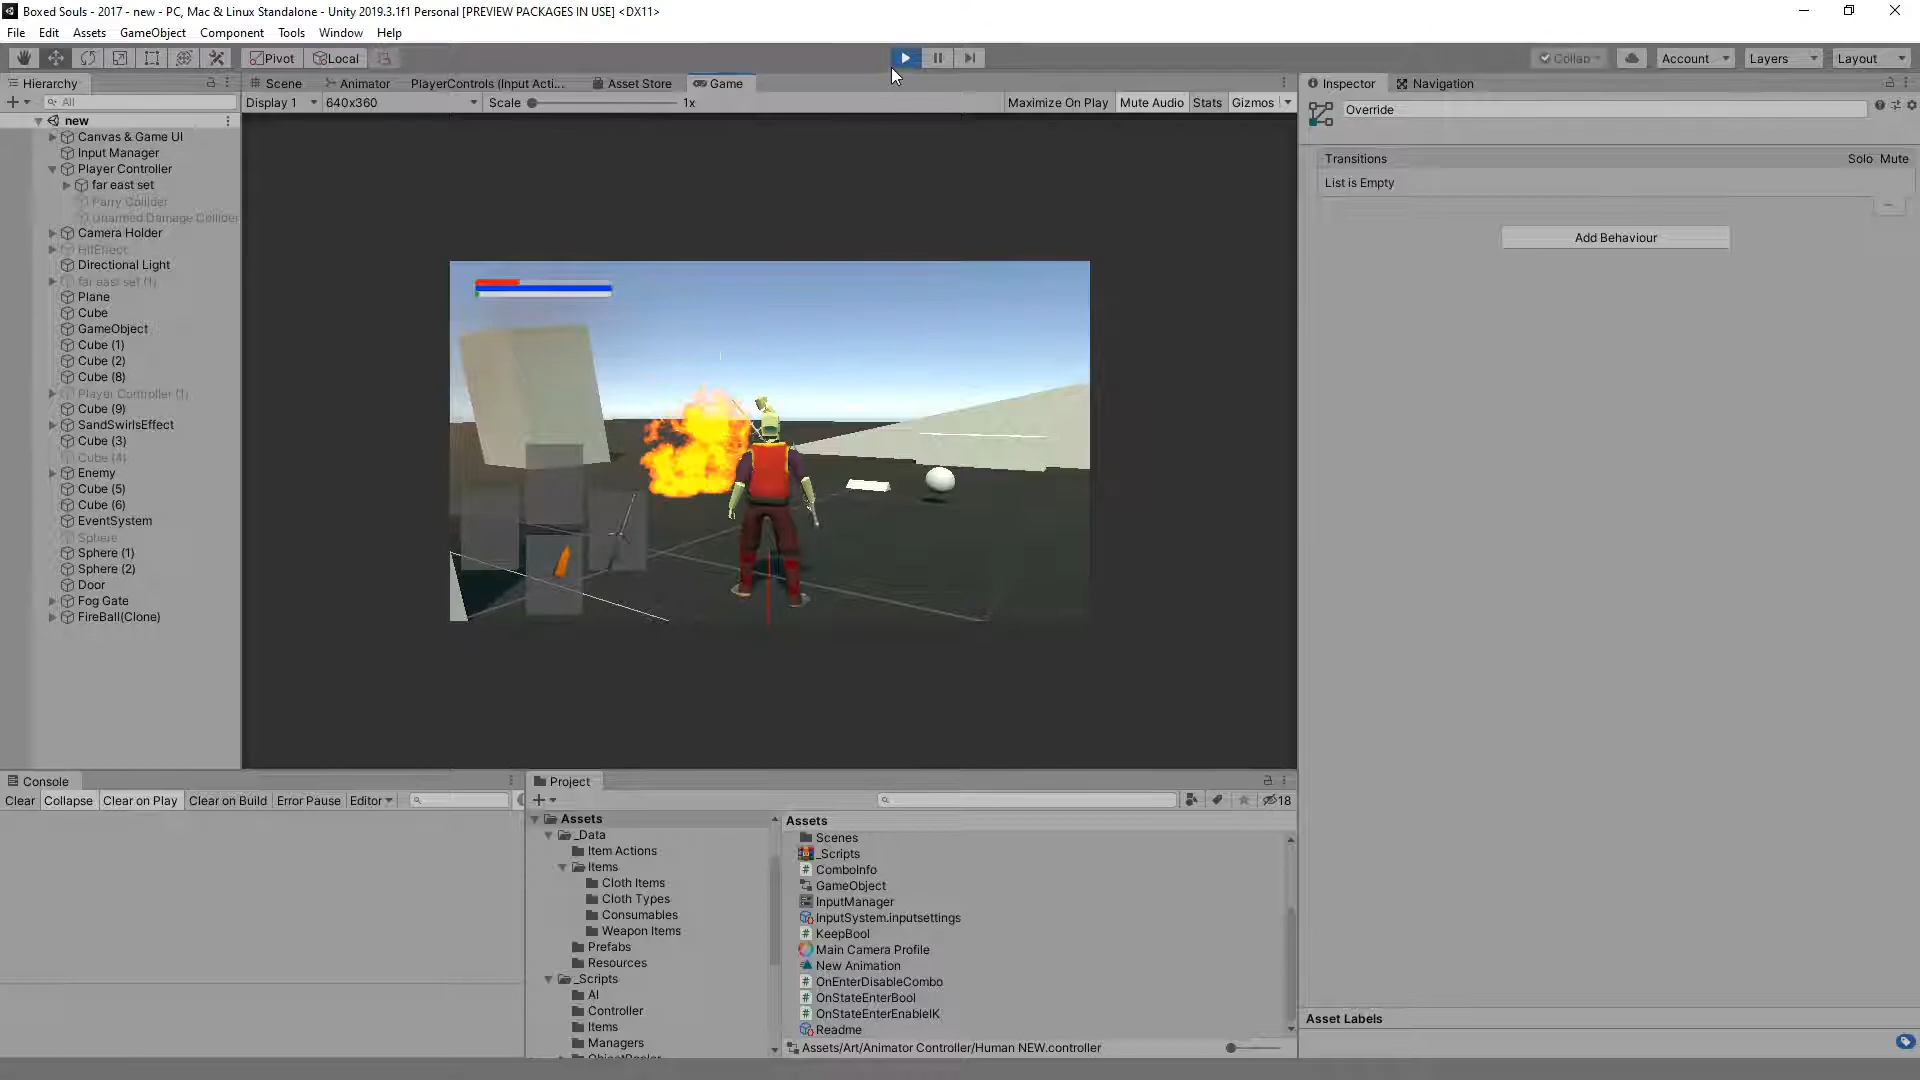 Boxed Souls - 2017 - new - PC, Mac & Linux Standalone - Unity 2019.3.1f1 Personal [PREVIEW PACKAGES IN USE] <DX11>
File Edit Assets GameObject Component Tools Window Help
Pivot Local Collab Account Layers Layout
Hierarchy Scene Animator PlayerControls (Input Acti... Asset Store Game Inspector Navigation
All Display 1 640x360 Scale 1x Maximize On Play Mute Audio Stats Gizmos Override
new
Canvas & Game UI
Input Manager
Player Controller
far east set
Parry Collider
Unarmed Damage Collider
Camera Holder
HitEffect
Directional Light
far east set (1)
Plane
Cube
GameObject
Cube (1)
Cube (2)
Cube (8)
Player Controller (1)
Cube (9)
SandSwirlsEffect
Cube (3)
Cube (4)
Enemy
Cube (5)
Cube (6)
EventSystem
Sphere
Sphere (1)
Sphere (2)
Door
Fog Gate
FireBall(Clone)
Transitions Solo Mute
List is Empty
Add Behaviour
Console
Clear Collapse Clear on Play Clear on Build Error Pause Editor
Project
18
Assets
_Data
Item Actions
Items
Cloth Items
Cloth Types
Consumables
Weapon Items
Prefabs
Resources
_Scripts
AI
Controller
Items
Managers
Assets
Scenes
_Scripts
ComboInfo
GameObject
InputManager
InputSystem.inputsettings
KeepBool
Main Camera Profile
New Animation
OnEnterDisableCombo
OnStateEnterBool
OnStateEnterEnableIK
Readme
Assets/Art/Animator Controller/Human NEW.controller
Asset Labels